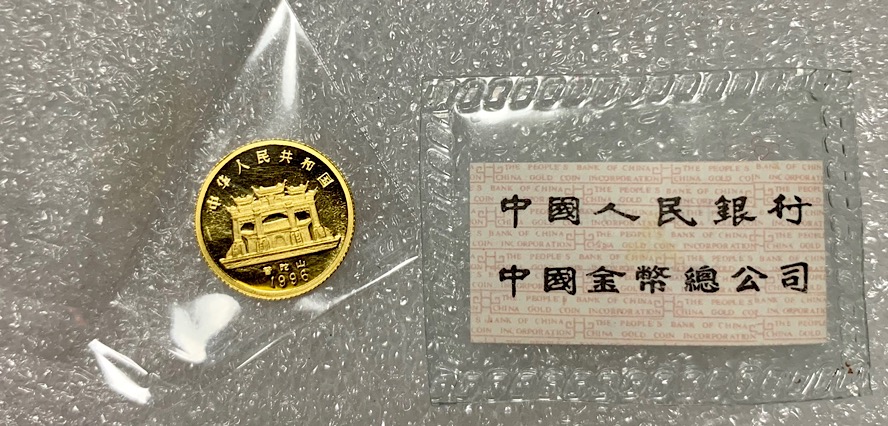 中华人民共和国
普陀山
1996
中國人民銀行
中國金幣總公司
THE PEOPLE'S BANK OF CHINA
CHINA GOLD COIN INCORPORATION